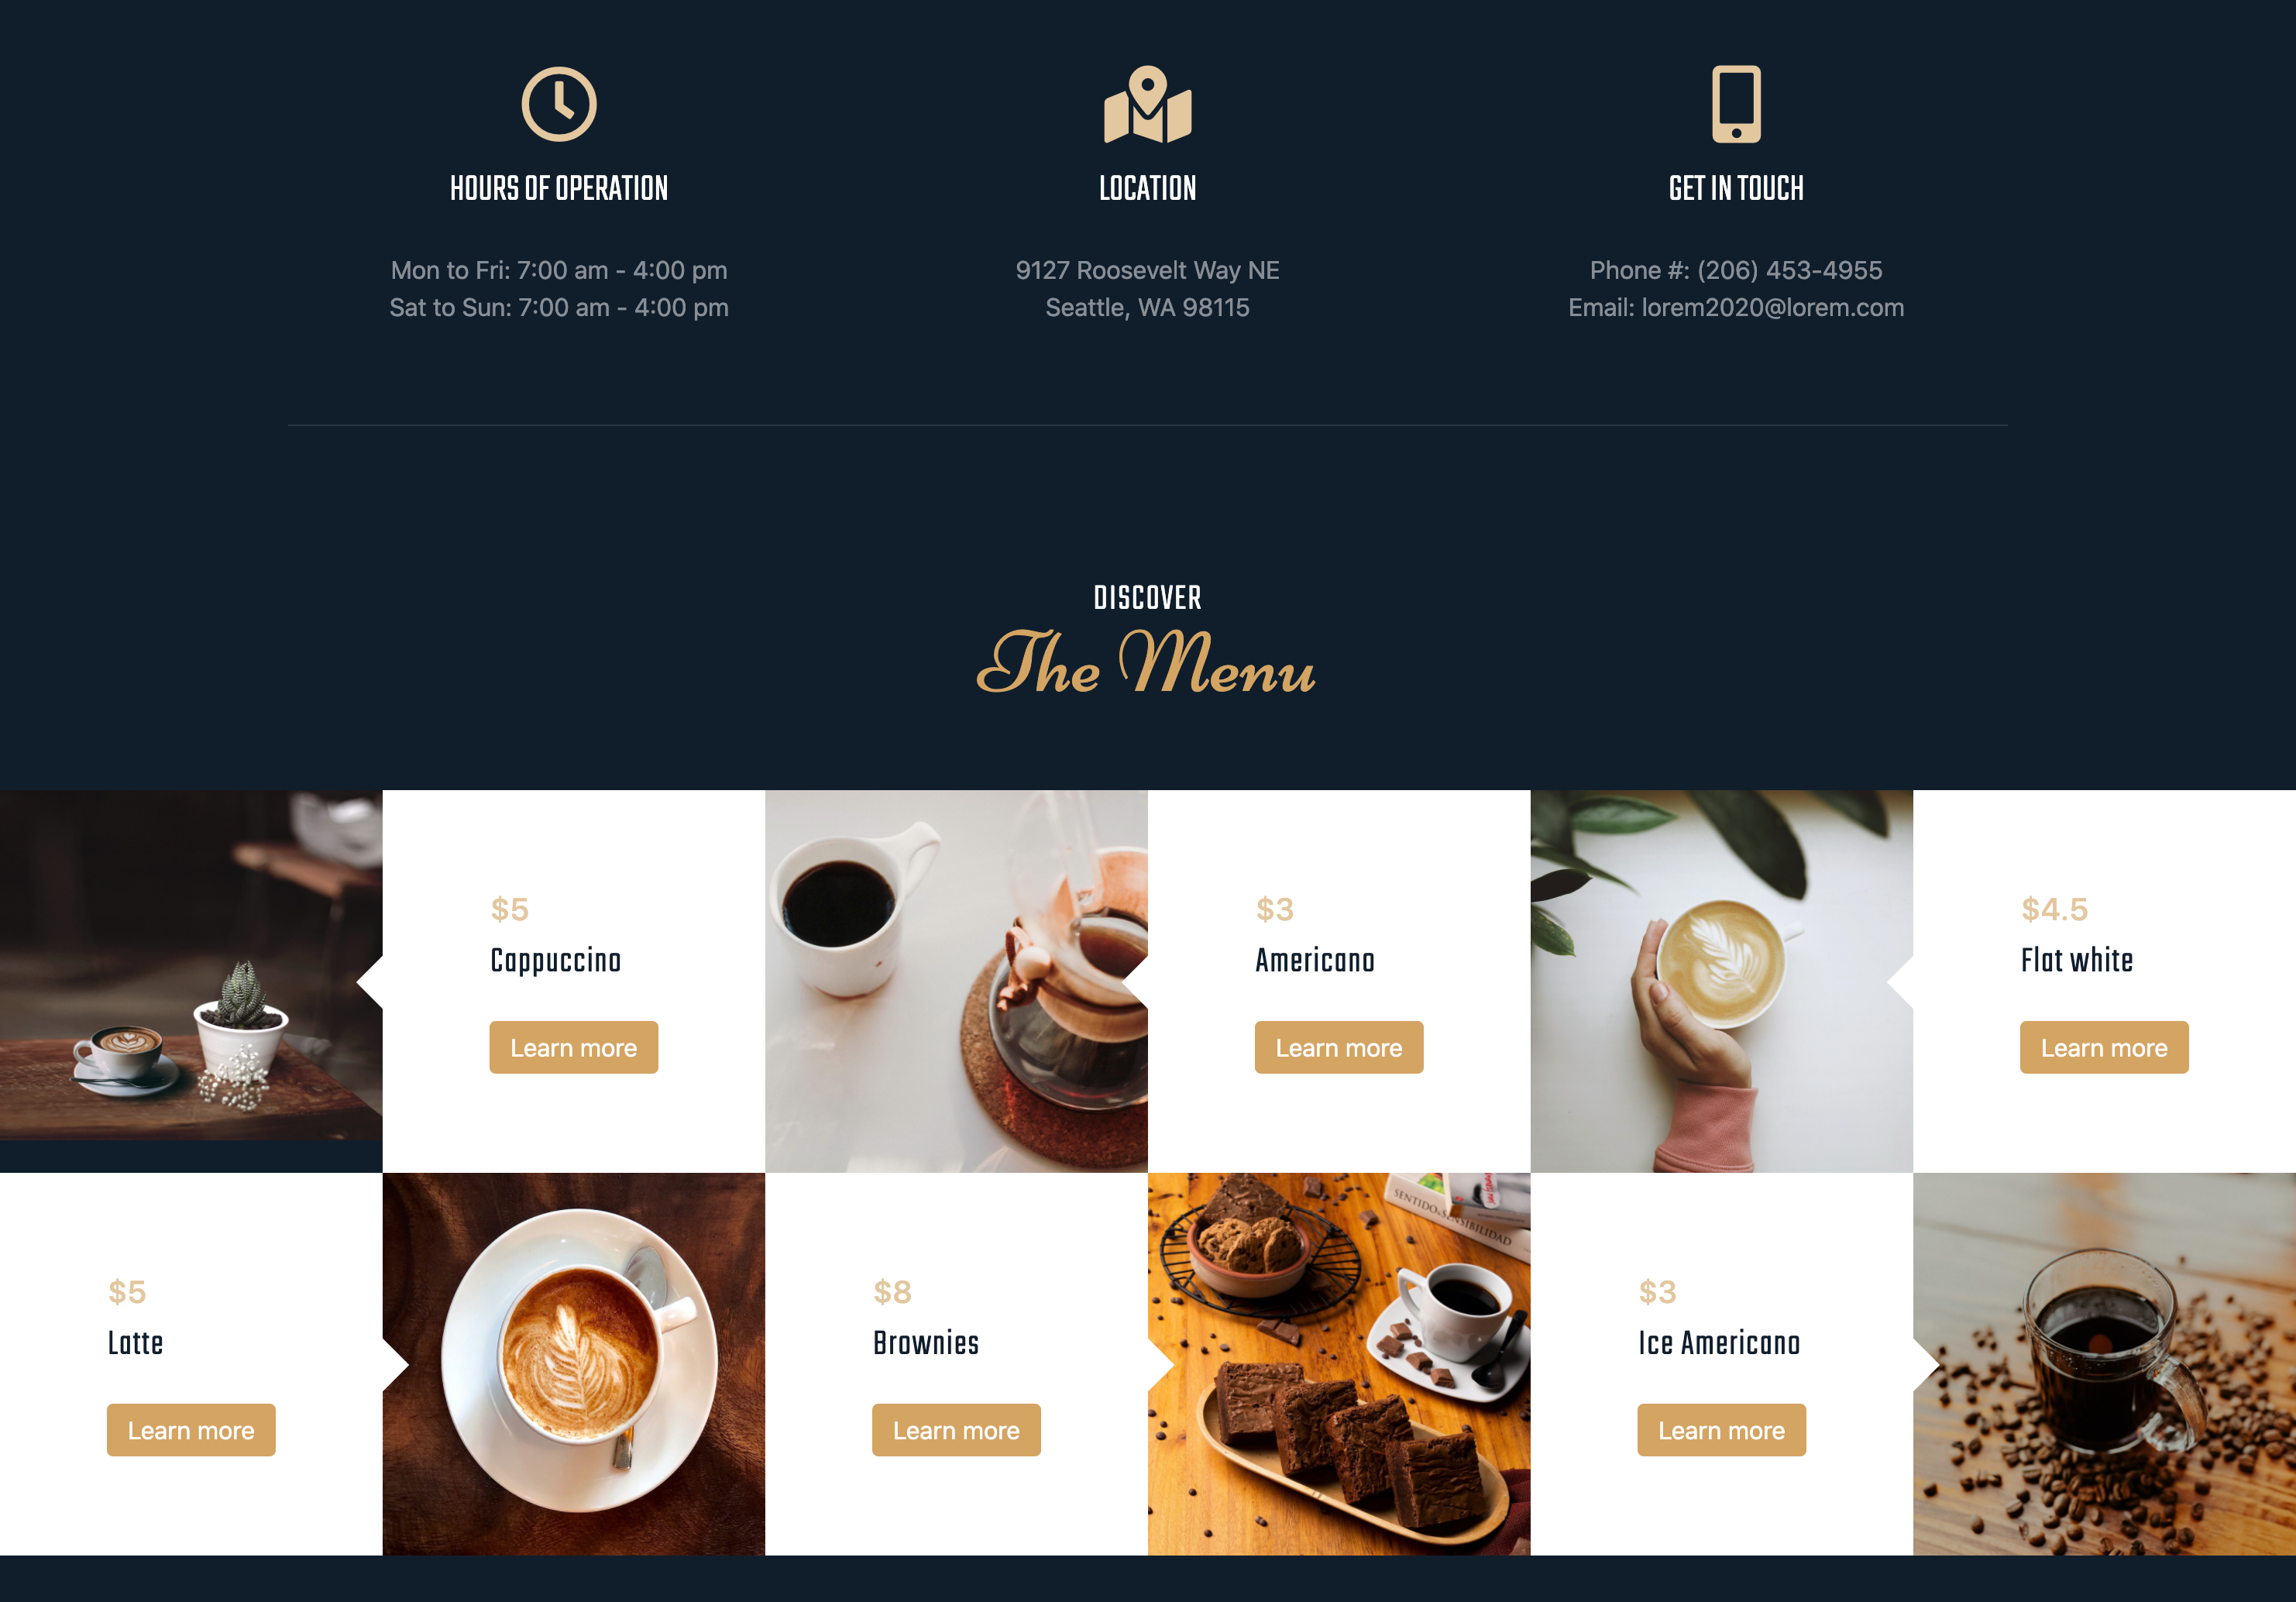 HOURS OF OPERATION
Mon to Fri: 7:00 am - 4:00 pm
Sat to Sun: 7:00 am - 4:00 pm
LOCATION
9127 Roosevelt Way NE
Seattle, WA 98115
GET IN TOUCH
Phone #: (206) 453-4955
Email: lorem2020@lorem.com
DISCOVER
The Menu
$5
Cappuccino
Learn more
$3
Americano
Learn more
$4.5
Flat white
Learn more
$5
Latte
Learn more
$8
Brownies
Learn more
SENTIDO & SENSIBILIDAD
$3
Ice Americano
Learn more